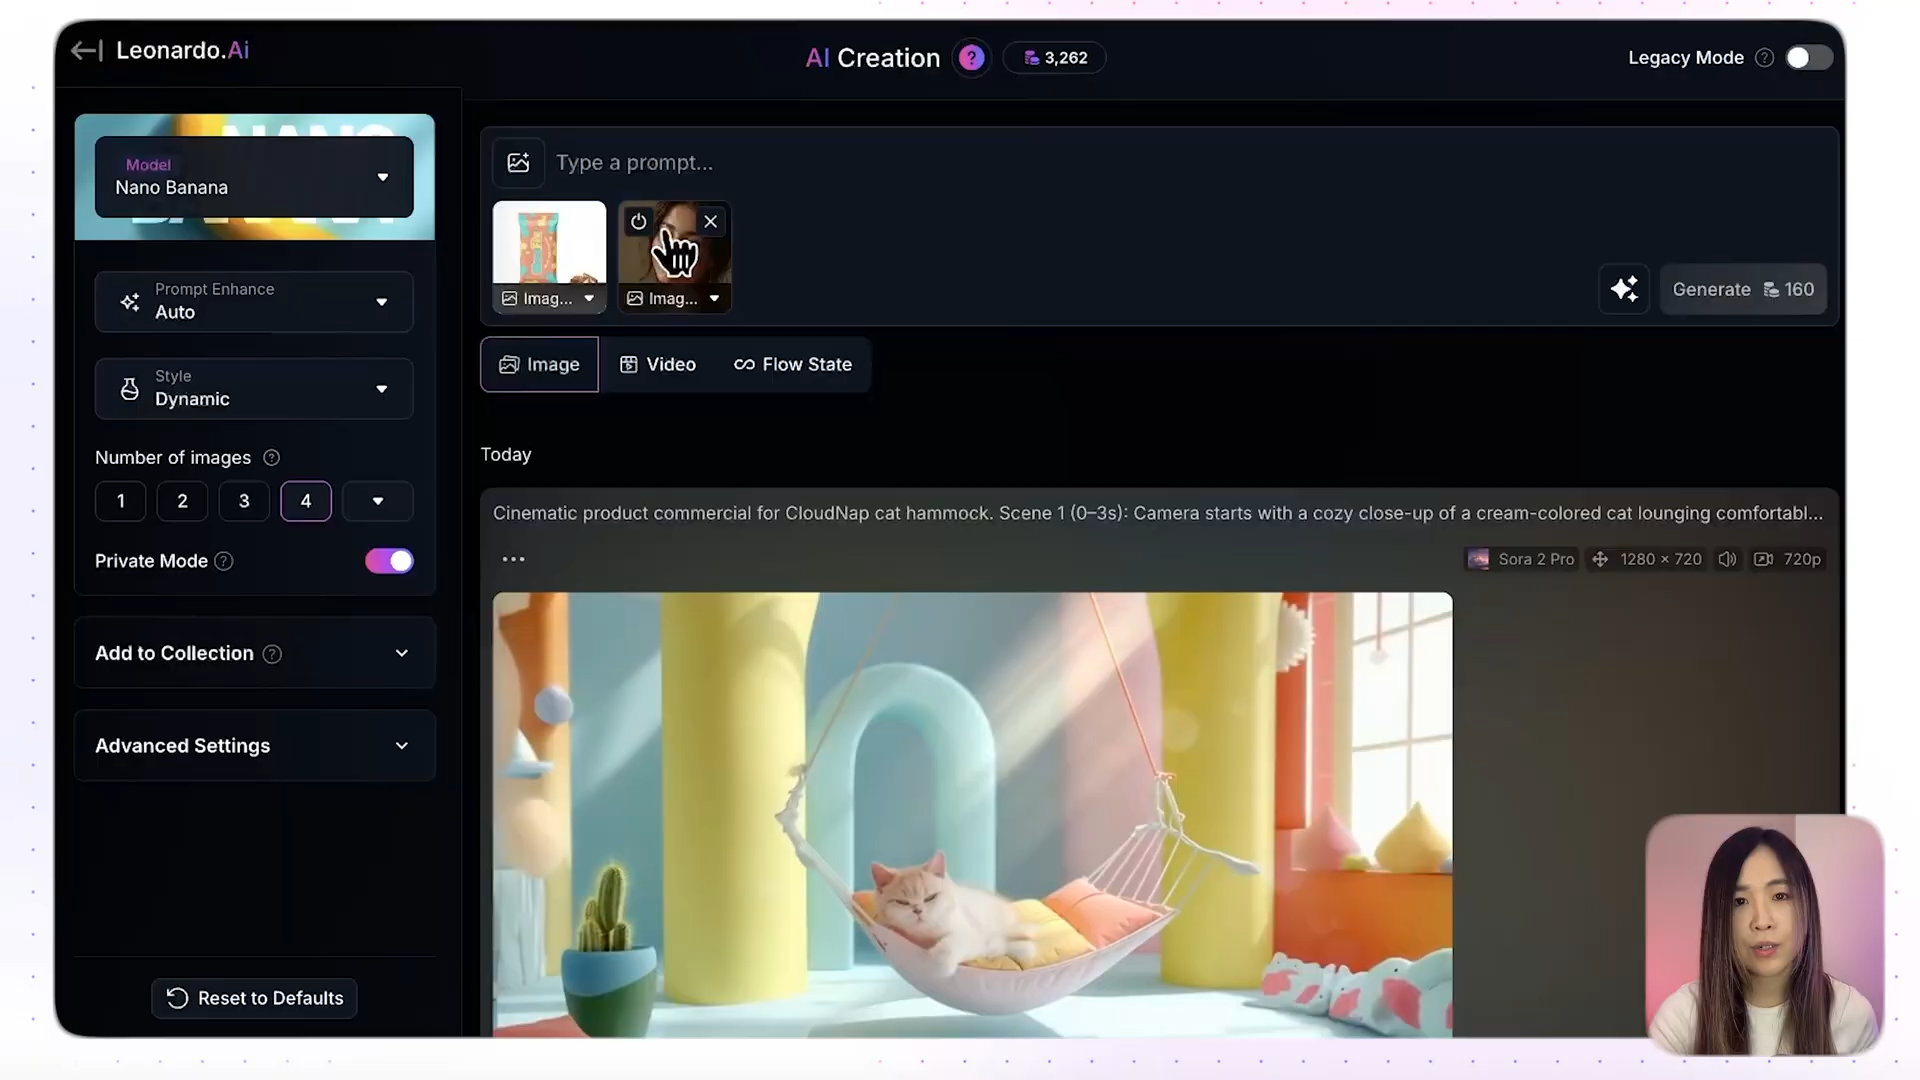 Leonardo.Ai
AI Creation
?
3,262
Legacy Mode ?
NANO
BANANA
Model
Nano Banana
Type a prompt...
Imag...
Imag...
Prompt Enhance
Auto
Generate 160
Style
Dynamic
Image
Video
Flow State
Number of images ?
1
2
3
4
Today
Cinematic product commercial for CloudNap cat hammock. Scene 1 (0–3s): Camera starts with a cozy close-up of a cream-colored cat lounging comfortabl...
Private Mode ?
...
Sora 2 Pro
1280 × 720
720p
Add to Collection ?
Advanced Settings
Reset to Defaults